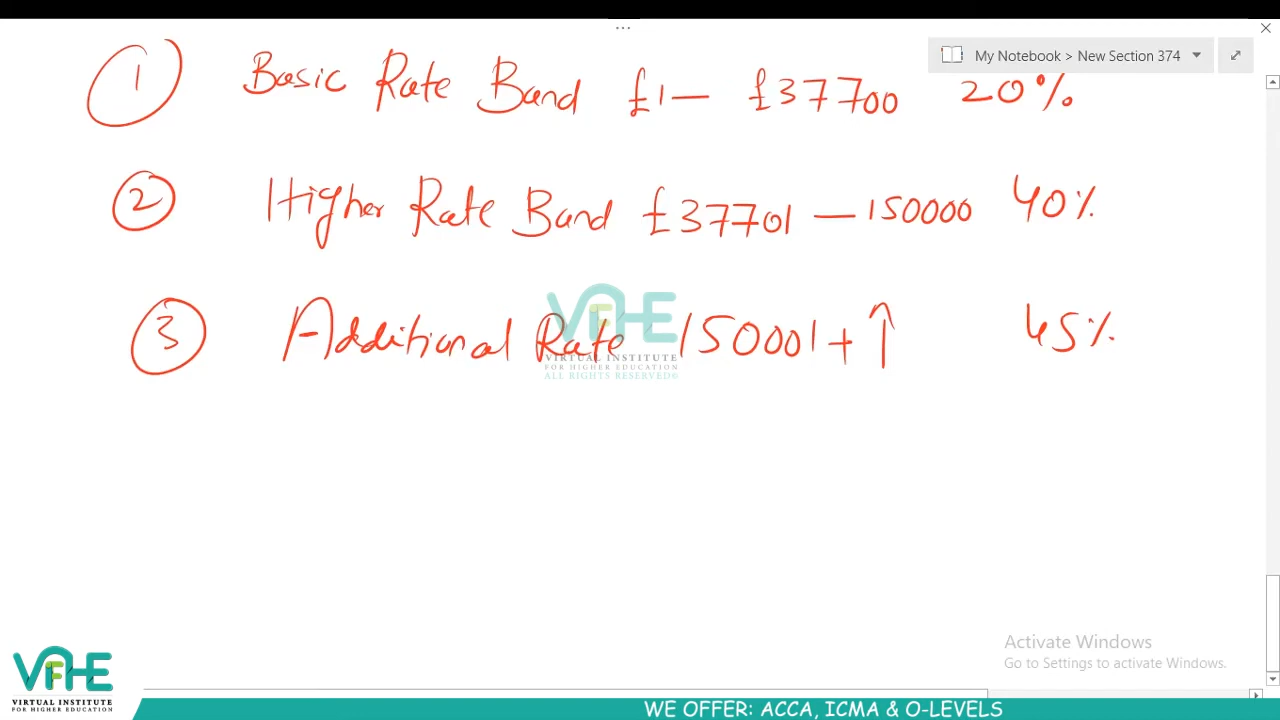 ...
My Notebook > New Section 374
1 Basic Rate Band £1 — £37700 20%
2 Higher Rate Band £37701 — 150000 40%
3 Additional Rate 150001 + ↑ 45%
VIFHE
VIRTUAL INSTITUTE
FOR HIGHER EDUCATION
ALL RIGHTS RESERVED©
Activate Windows
Go to Settings to activate Windows.
VIFHE
VIRTUAL INSTITUTE
FOR HIGHER EDUCATION
WE OFFER: ACCA, ICMA & O-LEVELS